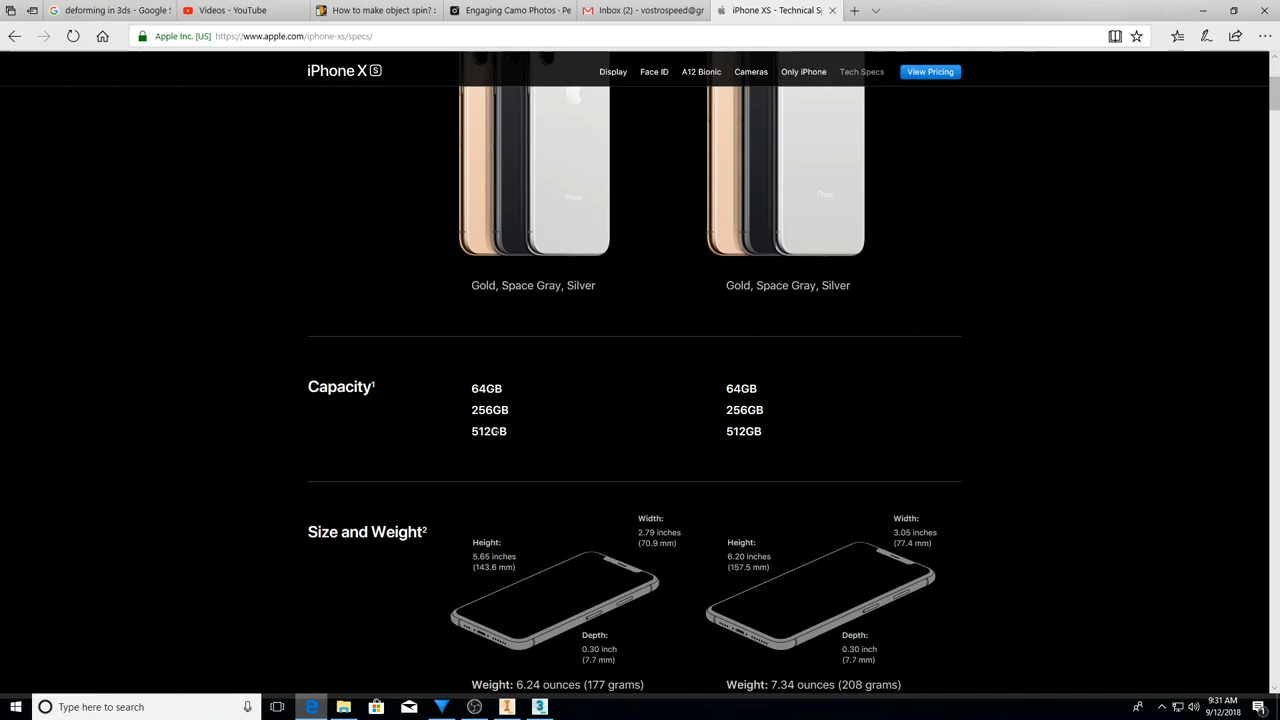 deforming in 3ds - Google S
Videos - YouTube
How to make object spin? :
Engaging Camo Photos - Pe
Inbox (2) - vostrospeed@gr
iPhone XS - Technical Sp
Apple Inc. [US] https://www.apple.com/iphone-xs/specs/
iPhone XS
Display
Face ID
A12 Bionic
Cameras
Only iPhone
Tech Specs
View Pricing
iPhone
iPhone
Gold, Space Gray, Silver
Gold, Space Gray, Silver
Capacity1
64GB
256GB
512GB
64GB
256GB
512GB
Size and Weight2
Height:
5.65 inches
(143.6 mm)
Width:
2.79 inches
(70.9 mm)
Depth:
0.30 inch
(7.7 mm)
Weight: 6.24 ounces (177 grams)
Height:
6.20 inches
(157.5 mm)
Width:
3.05 inches
(77.4 mm)
Depth:
0.30 inch
(7.7 mm)
Weight: 7.34 ounces (208 grams)
Type here to search
9:31 AM
9/12/2018